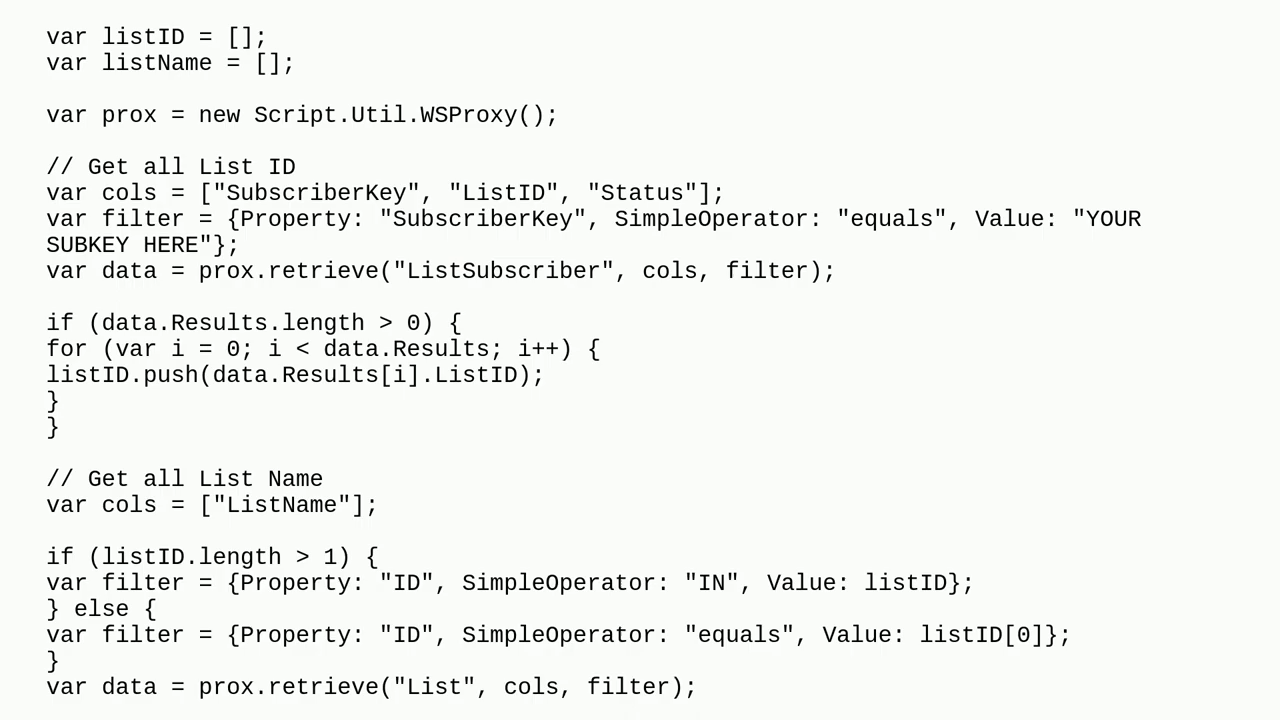 var listID = [];
var listName = [];
var prox = new Script.Util.WSProxy();
// Get all List ID
var cols = ["SubscriberKey", "ListID", "Status"];
var filter = {Property: "SubscriberKey", SimpleOperator: "equals", Value: "YOUR
SUBKEY HERE"};
var data = prox.retrieve("ListSubscriber", cols, filter);
if (data.Results.length > 0) {
for (var i = 0; i < data.Results; i++) {
listID.push(data.Results[i].ListID);
}
}
// Get all List Name
var cols = ["ListName"];
if (listID.length > 1) {
var filter = {Property: "ID", SimpleOperator: "IN", Value: listID};
} else {
var filter = {Property: "ID", SimpleOperator: "equals", Value: listID[0]};
}
var data = prox.retrieve("List", cols, filter);